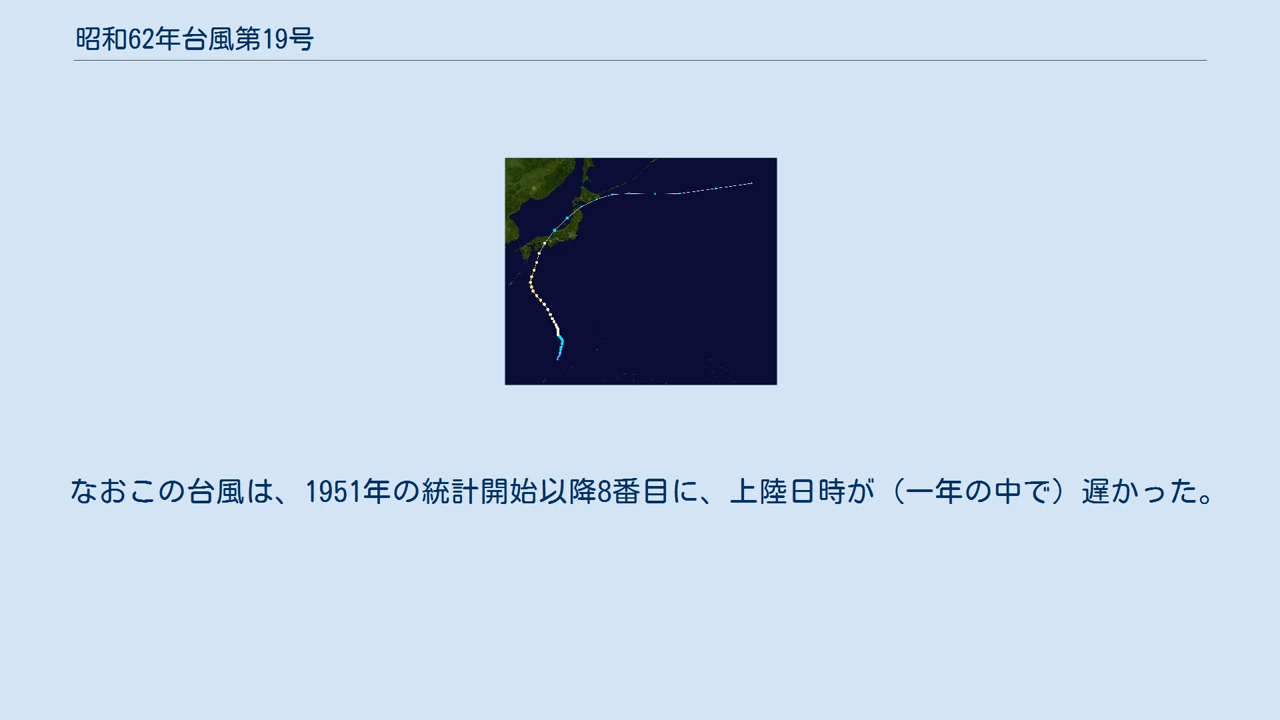 昭和62年台風第19号
なおこの台風は、1951年の統計開始以降8番目に、上陸日時が（一年の中で）遅かった。